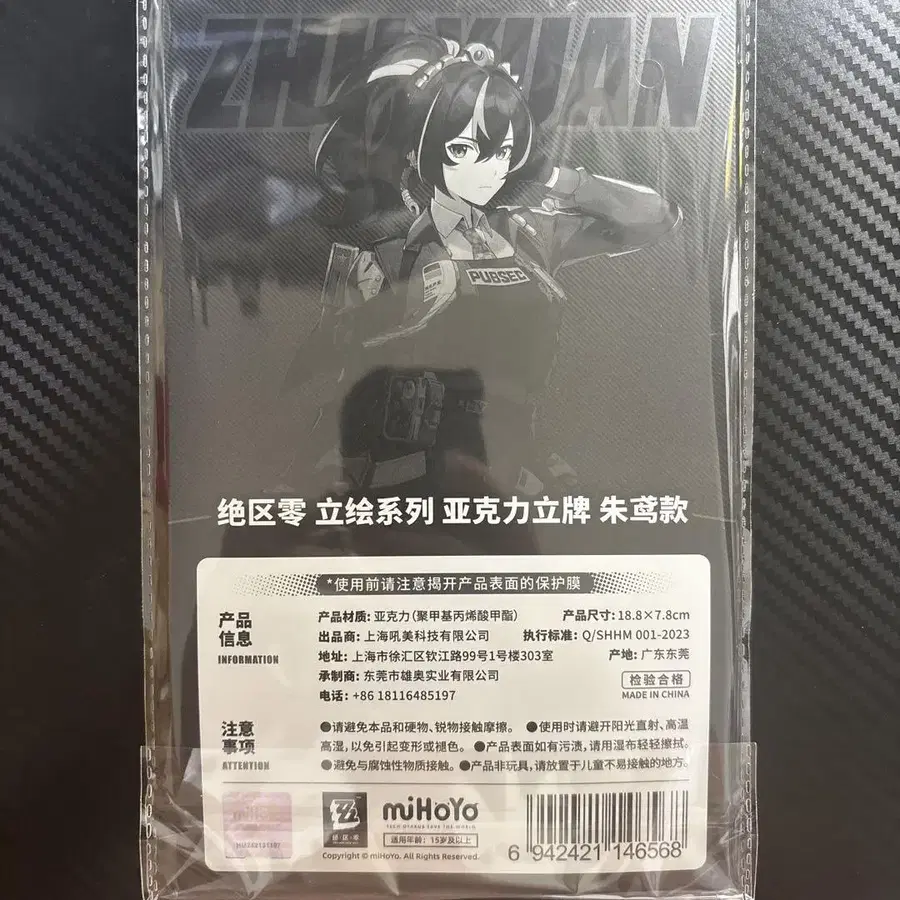 ZHU YUAN
PUBSEC
绝区零 立绘系列 亚克力立牌 朱鸢款
*使用前请注意揭开产品表面的保护膜
产品信息
INFORMATION
产品材质: 亚克力(聚甲基丙烯酸甲酯) 产品尺寸: 18.8×7.8cm
出品商: 上海吼美科技有限公司 执行标准: Q/SHHM 001-2023
地址: 上海市徐汇区钦江路99号1号楼303室 产地: 广东东莞
承制商: 东莞市雄奥实业有限公司 检验合格
电话: +86 18116485197 MADE IN CHINA
注意事项
ATTENTION
●请避免本品和硬物、锐物接触摩擦。 ●使用时请避开阳光直射、高温
高湿,以免引起变形或褪色。 ●产品表面如有污渍,请用湿布轻轻擦拭。
●避免与腐蚀性物质接触。 ●产品非玩具,请放置于儿童不易接触的地方。
miHoYo
绝区零
miHoYo
TECH OTAKUS SAVE THE WORLD
适用年龄: 15岁及以上
Copyright © miHoYo. All Rights Reserved.
6 942421 146568